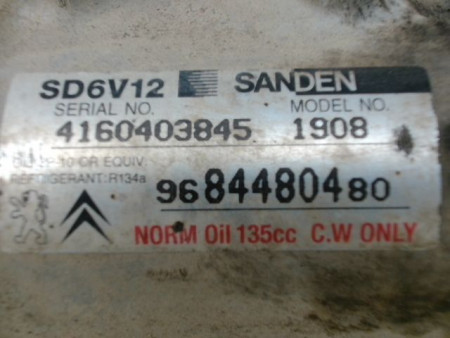 SD6V12 SANDEN
SERIAL NO. MODEL NO.
4160403845 1908
OR EQUIV.
REFRIGERANT:R134a
9684480480
NORM Oil 135cc C.W ONLY